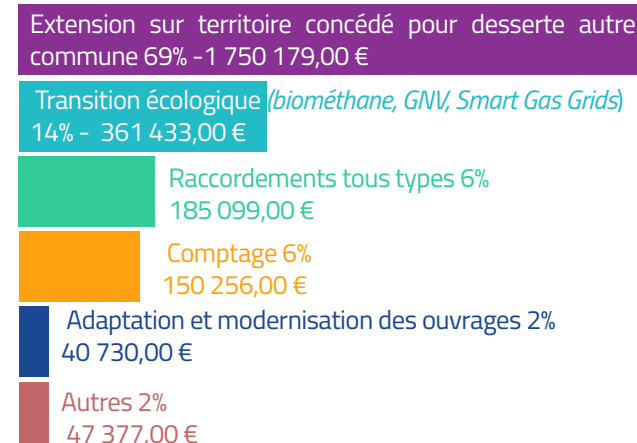 Extension sur territoire concédé pour desserte autre
commune 69% -1 750 179,00 €
Transition écologique (biométhane, GNV, Smart Gas Grids)
14% - 361 433,00 €
Raccordements tous types 6%
185 099,00 €
Comptage 6%
150 256,00 €
Adaptation et modernisation des ouvrages 2%
40 730,00 €
Autres 2%
47 377,00 €